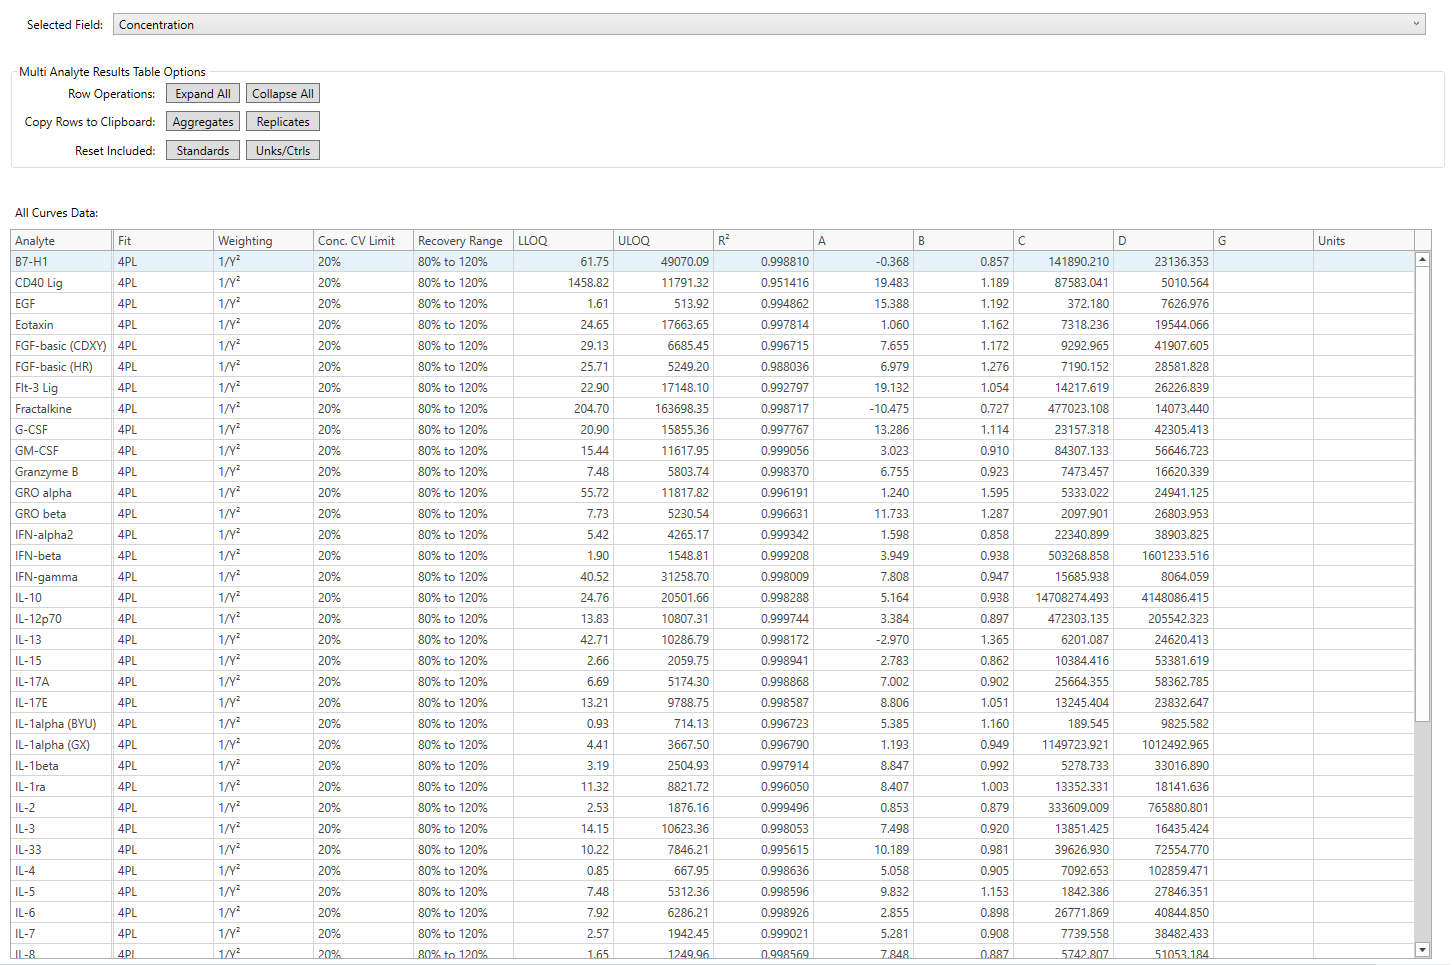 Selected Field: Concentration
Multi Analyte Results Table Options
Row Operations: Expand All Collapse All
Copy Rows to Clipboard: Aggregates Replicates
Reset Included: Standards Unks/Ctrls
All Curves Data:
Analyte Fit Weighting Conc. CV Limit Recovery Range LLOQ ULOQ R² A B C D G Units
B7-H1 4PL 1/Y² 20% 80% to 120% 61.75 49070.09 0.998810 -0.368 0.857 141890.210 23136.353
CD40 Lig 4PL 1/Y² 20% 80% to 120% 1458.82 11791.32 0.951416 19.483 1.189 87583.041 5010.564
EGF 4PL 1/Y² 20% 80% to 120% 1.61 513.92 0.994862 15.388 1.192 372.180 7626.976
Eotaxin 4PL 1/Y² 20% 80% to 120% 24.65 17663.65 0.997814 1.060 1.162 7318.236 19544.066
FGF-basic (CDXY) 4PL 1/Y² 20% 80% to 120% 29.13 6685.45 0.996715 7.655 1.172 9292.965 41907.605
FGF-basic (HR) 4PL 1/Y² 20% 80% to 120% 25.71 5249.20 0.988036 6.979 1.276 7190.152 28581.828
Flt-3 Lig 4PL 1/Y² 20% 80% to 120% 22.90 17148.10 0.992797 19.132 1.054 14217.619 26226.839
Fractalkine 4PL 1/Y² 20% 80% to 120% 204.70 163698.35 0.998717 -10.475 0.727 477023.108 14073.440
G-CSF 4PL 1/Y² 20% 80% to 120% 20.90 15855.36 0.997767 13.286 1.114 23157.318 42305.413
GM-CSF 4PL 1/Y² 20% 80% to 120% 15.44 11617.95 0.999056 3.023 0.910 84307.133 56646.723
Granzyme B 4PL 1/Y² 20% 80% to 120% 7.48 5803.74 0.998370 6.755 0.923 7473.457 16620.339
GRO alpha 4PL 1/Y² 20% 80% to 120% 55.72 11817.82 0.996191 1.240 1.595 5333.022 24941.125
GRO beta 4PL 1/Y² 20% 80% to 120% 7.73 5230.54 0.996631 11.733 1.287 2097.901 26803.953
IFN-alpha2 4PL 1/Y² 20% 80% to 120% 5.42 4265.17 0.999342 1.598 0.858 22340.899 38903.825
IFN-beta 4PL 1/Y² 20% 80% to 120% 1.90 1548.81 0.999208 3.949 0.938 503268.858 1601233.516
IFN-gamma 4PL 1/Y² 20% 80% to 120% 40.52 31258.70 0.998009 7.808 0.947 15685.938 8064.059
IL-10 4PL 1/Y² 20% 80% to 120% 24.76 20501.66 0.998288 5.164 0.938 14708274.493 4148086.415
IL-12p70 4PL 1/Y² 20% 80% to 120% 13.83 10807.31 0.999744 3.384 0.897 472303.135 205542.323
IL-13 4PL 1/Y² 20% 80% to 120% 42.71 10286.79 0.998172 -2.970 1.365 6201.087 24620.413
IL-15 4PL 1/Y² 20% 80% to 120% 2.66 2059.75 0.998941 2.783 0.862 10384.416 53381.619
IL-17A 4PL 1/Y² 20% 80% to 120% 6.69 5174.30 0.998868 7.002 0.902 25664.355 58362.785
IL-17E 4PL 1/Y² 20% 80% to 120% 13.21 9788.75 0.998587 8.806 1.051 13245.404 23832.647
IL-1alpha (BYU) 4PL 1/Y² 20% 80% to 120% 0.93 714.13 0.996723 5.385 1.160 189.545 9825.582
IL-1alpha (GX) 4PL 1/Y² 20% 80% to 120% 4.41 3667.50 0.996790 1.193 0.949 1149723.921 1012492.965
IL-1beta 4PL 1/Y² 20% 80% to 120% 3.19 2504.93 0.997914 8.847 0.992 5278.733 33016.890
IL-1ra 4PL 1/Y² 20% 80% to 120% 11.32 8821.72 0.996050 8.407 1.003 13352.331 18141.636
IL-2 4PL 1/Y² 20% 80% to 120% 2.53 1876.16 0.999496 0.853 0.879 333609.009 765880.801
IL-3 4PL 1/Y² 20% 80% to 120% 14.15 10623.36 0.998053 7.498 0.920 13851.425 16435.424
IL-33 4PL 1/Y² 20% 80% to 120% 10.22 7846.21 0.995615 10.189 0.981 39626.930 72554.770
IL-4 4PL 1/Y² 20% 80% to 120% 0.85 667.95 0.998636 5.058 0.905 7092.653 102859.471
IL-5 4PL 1/Y² 20% 80% to 120% 7.48 5312.36 0.998596 9.832 1.153 1842.386 27846.351
IL-6 4PL 1/Y² 20% 80% to 120% 7.92 6286.21 0.998926 2.855 0.898 26771.869 40844.850
IL-7 4PL 1/Y² 20% 80% to 120% 2.57 1942.45 0.999021 5.281 0.908 7739.558 38482.433
IL-8 4PL 1/Y² 20% 80% to 120% 1.65 1249.96 0.998569 7.848 0.887 5742.807 51053.184